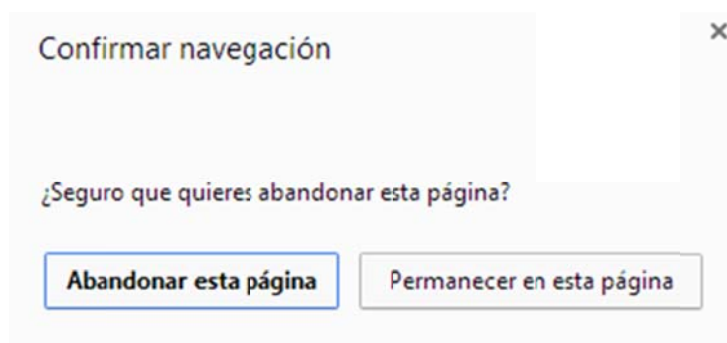 Confirmar navegación
¿Seguro que quieres abandonar esta página?
Abandonar esta página
Permanecer en esta página